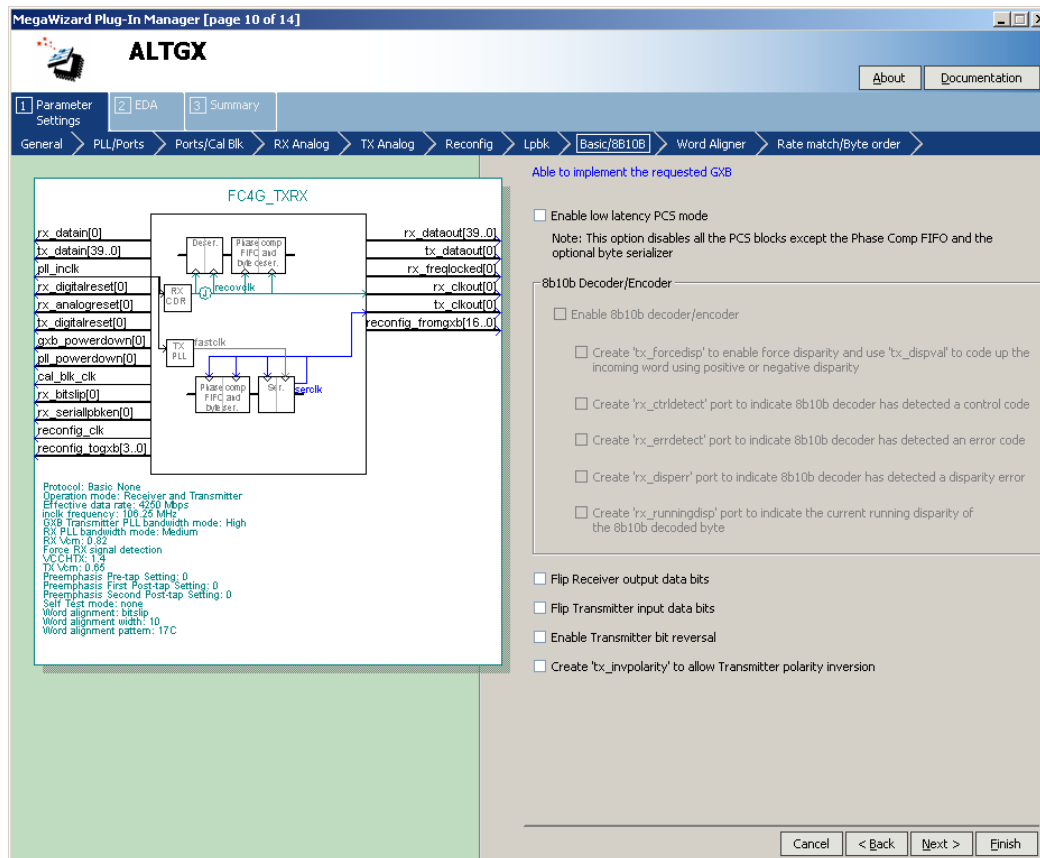 MegaWizard Plug-In Manager [page 10 of 14]
ALTGX
About
Documentation
1 Parameter Settings
2 EDA
3 Summary
General
PLL/Ports
Ports/Cal Blk
RX Analog
TX Analog
Reconfig
Lpbk
Basic/8B10B
Word Aligner
Rate match/Byte order
FC4G_TXRX
rx_datain[0]
tx_datain[39..0]
pll_inclk
rx_digitalreset[0]
rx_analogreset[0]
tx_digitalreset[0]
gxb_powerdown[0]
pll_powerdown[0]
cal_blk_clk
rx_bitslip[0]
rx_seriallpbken[0]
reconfig_clk
reconfig_togxb[3..0]
Deser.
Phase comp
FIFO and
byte deser.
RX
CDR
recovclk
TX
PLL
fastclk
Phase comp
FIFO and
byte ser.
Ser.
serclk
rx_dataout[39..0]
tx_dataout[0]
rx_freqlocked[0]
rx_clkout[0]
tx_clkout[0]
reconfig_fromgxb[16..0]
Protocol: Basic None
Operation mode: Receiver and Transmitter
Effective data rate: 4250 Mbps
inclk frequency: 106.25 MHz
GXB Transmitter PLL bandwidth mode: High
RX PLL bandwidth mode: Medium
RX Vcm: 0.82
Force RX signal detection
VCCHTX: 1.4
TX Vcm: 0.65
Preemphasis Pre-tap Setting: 0
Preemphasis First Post-tap Setting: 0
Preemphasis Second Post-tap Setting: 0
Self Test mode: none
Word alignment: bitslip
Word alignment width: 10
Word alignment pattern: 17C
Able to implement the requested GXB
Enable low latency PCS mode
Note: This option disables all the PCS blocks except the Phase Comp FIFO and the
optional byte serializer
8b10b Decoder/Encoder
Enable 8b10b decoder/encoder
Create 'tx_forcedisp' to enable force disparity and use 'tx_dispval' to code up the
incoming word using positive or negative disparity
Create 'rx_ctrldetect' port to indicate 8b10b decoder has detected a control code
Create 'rx_errdetect' port to indicate 8b10b decoder has detected an error code
Create 'rx_disperr' port to indicate 8b10b decoder has detected a disparity error
Create 'rx_runningdisp' port to indicate the current running disparity of
the 8b10b decoded byte
Flip Receiver output data bits
Flip Transmitter input data bits
Enable Transmitter bit reversal
Create 'tx_invpolarity' to allow Transmitter polarity inversion
Cancel
< Back
Next >
Finish